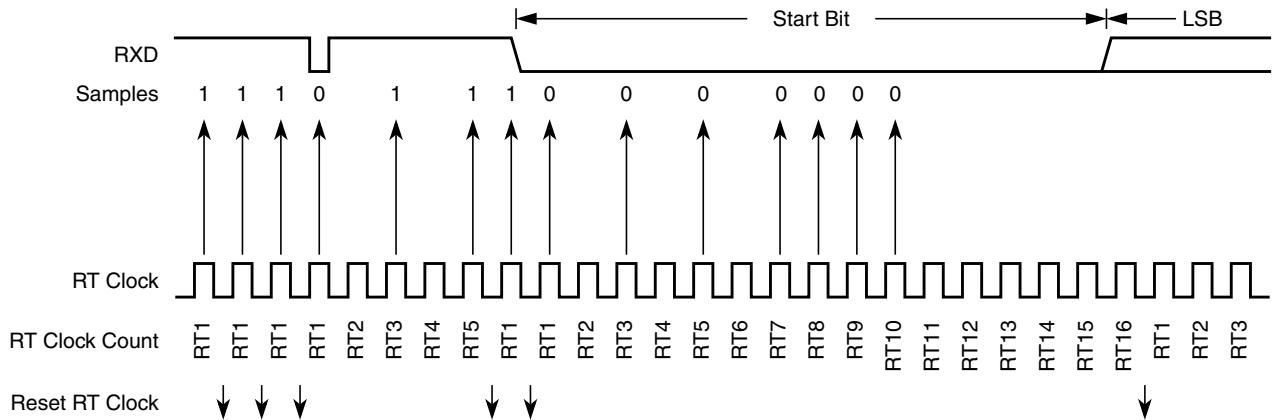 Start Bit LSB
RXD
Samples 1 1 1 0 1 1 1 0 0 0 0 0 0 0
RT Clock
RT Clock Count RT1 RT1 RT1 RT1 RT2 RT3 RT4 RT5 RT1 RT1 RT2 RT3 RT4 RT5 RT6 RT7 RT8 RT9 RT10 RT11 RT12 RT13 RT14 RT15 RT16 RT1 RT2 RT3
Reset RT Clock